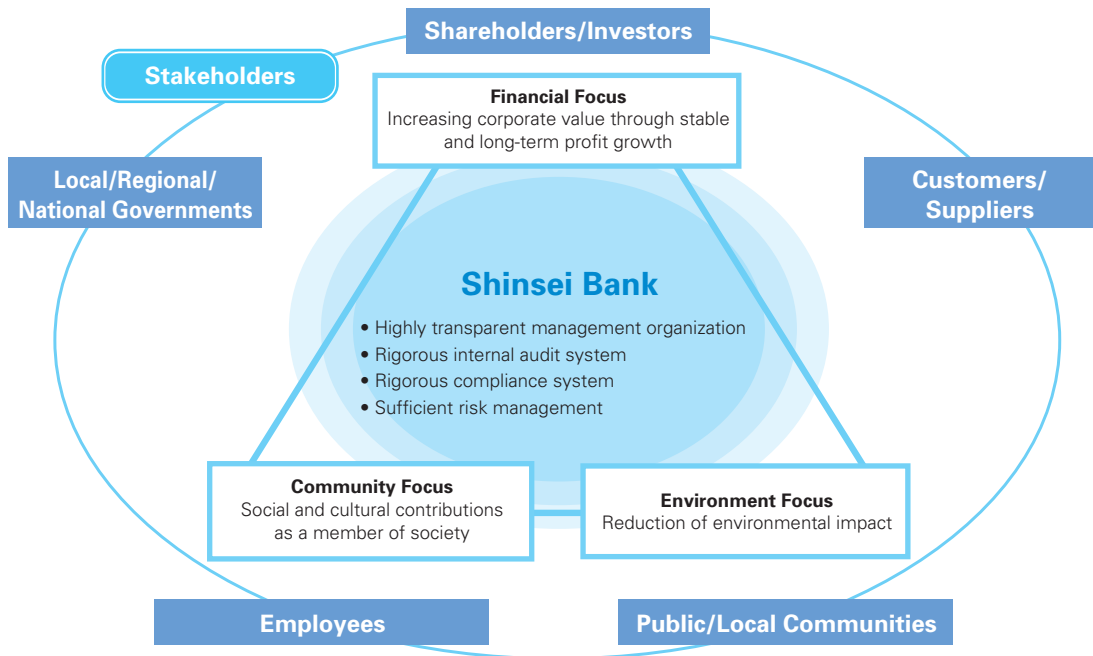 Shareholders/Investors
Stakeholders
Financial Focus
Increasing corporate value through stable
and long-term profit growth
Local/Regional/
National Governments
Customers/
Suppliers
Shinsei Bank
• Highly transparent management organization
• Rigorous internal audit system
• Rigorous compliance system
• Sufficient risk management
Community Focus
Social and cultural contributions
as a member of society
Environment Focus
Reduction of environmental impact
Employees
Public/Local Communities